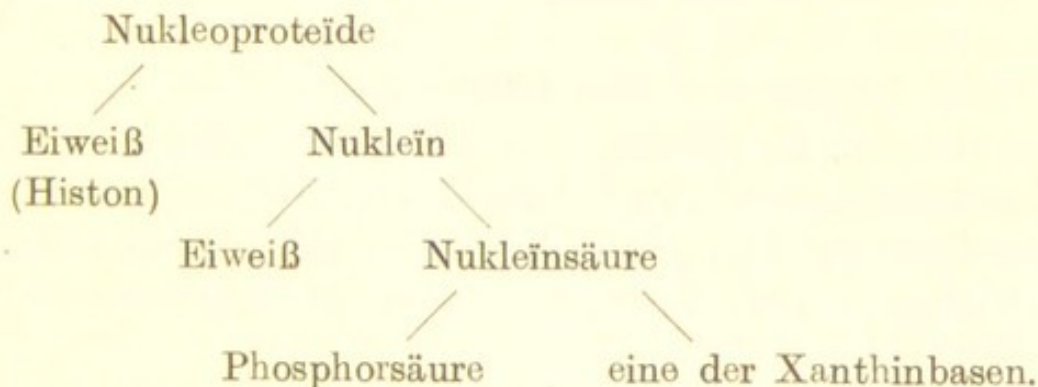 Nukleoproteïde
Eiweiß Nukleïn
(Histon)
Eiweiß Nukleïnsäure
Phosphorsäure eine der Xanthinbasen.